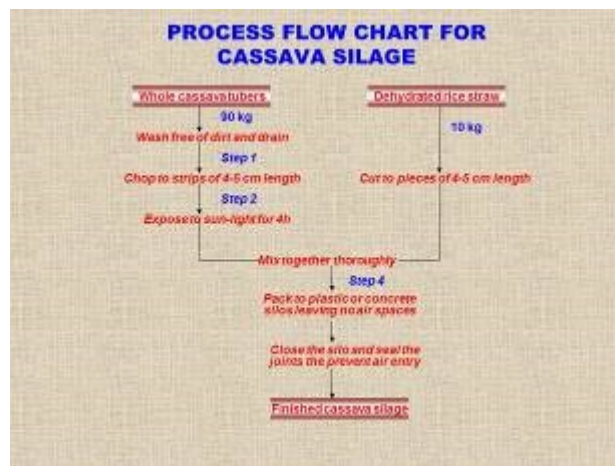 PROCESS FLOW CHART FOR
CASSAVA SILAGE
Whole cassava tubers
Dehydrated rice straw
90 kg
10 kg
Wash free of dirt and drain
Step 1
Chop to strips of 4-5 cm length
Cut to pieces of 4-5 cm length
Step 2
Expose to sun-light for 4h
Mix together thoroughly
Step 4
Pack to plastic or concrete
silos leaving no air spaces
Close the silo and seal the
joints the prevent air entry
Finished cassava silage